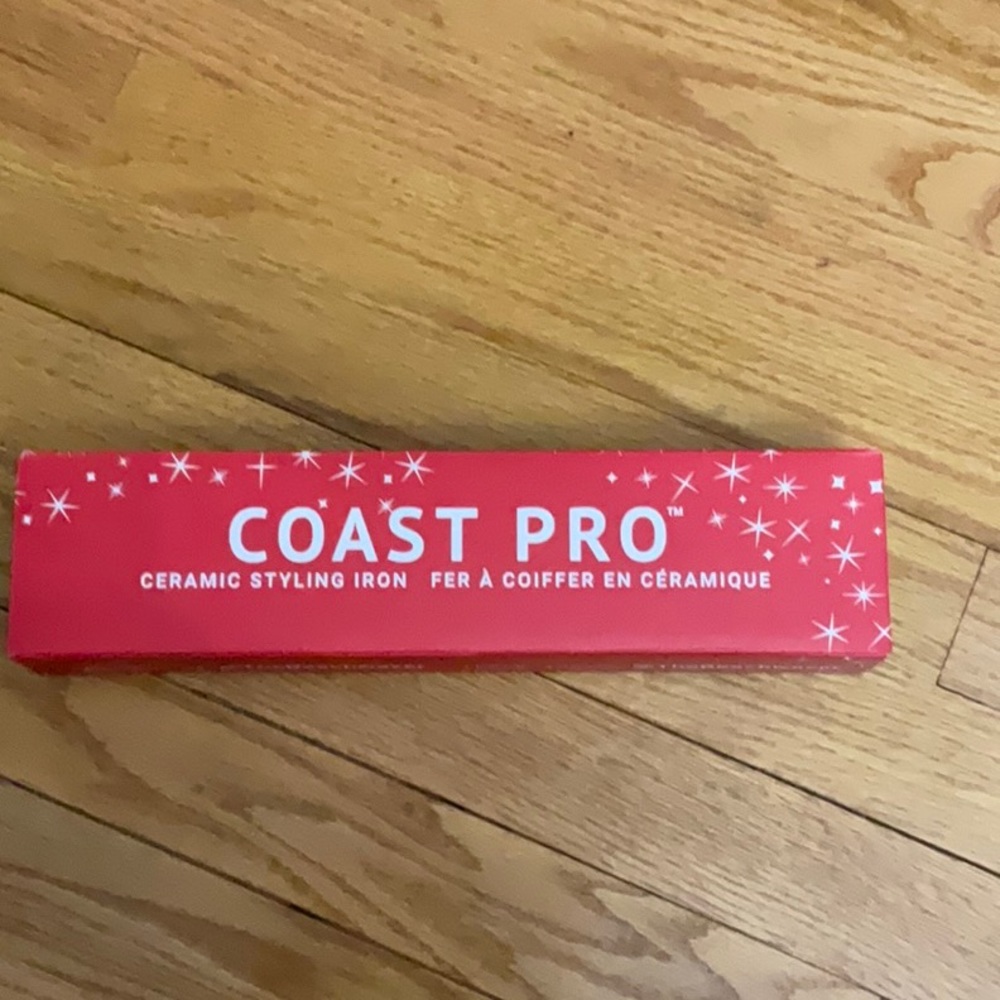 COAST PRO™
CERAMIC STYLING IRON FER À COIFFER EN CÉRAMIQUE